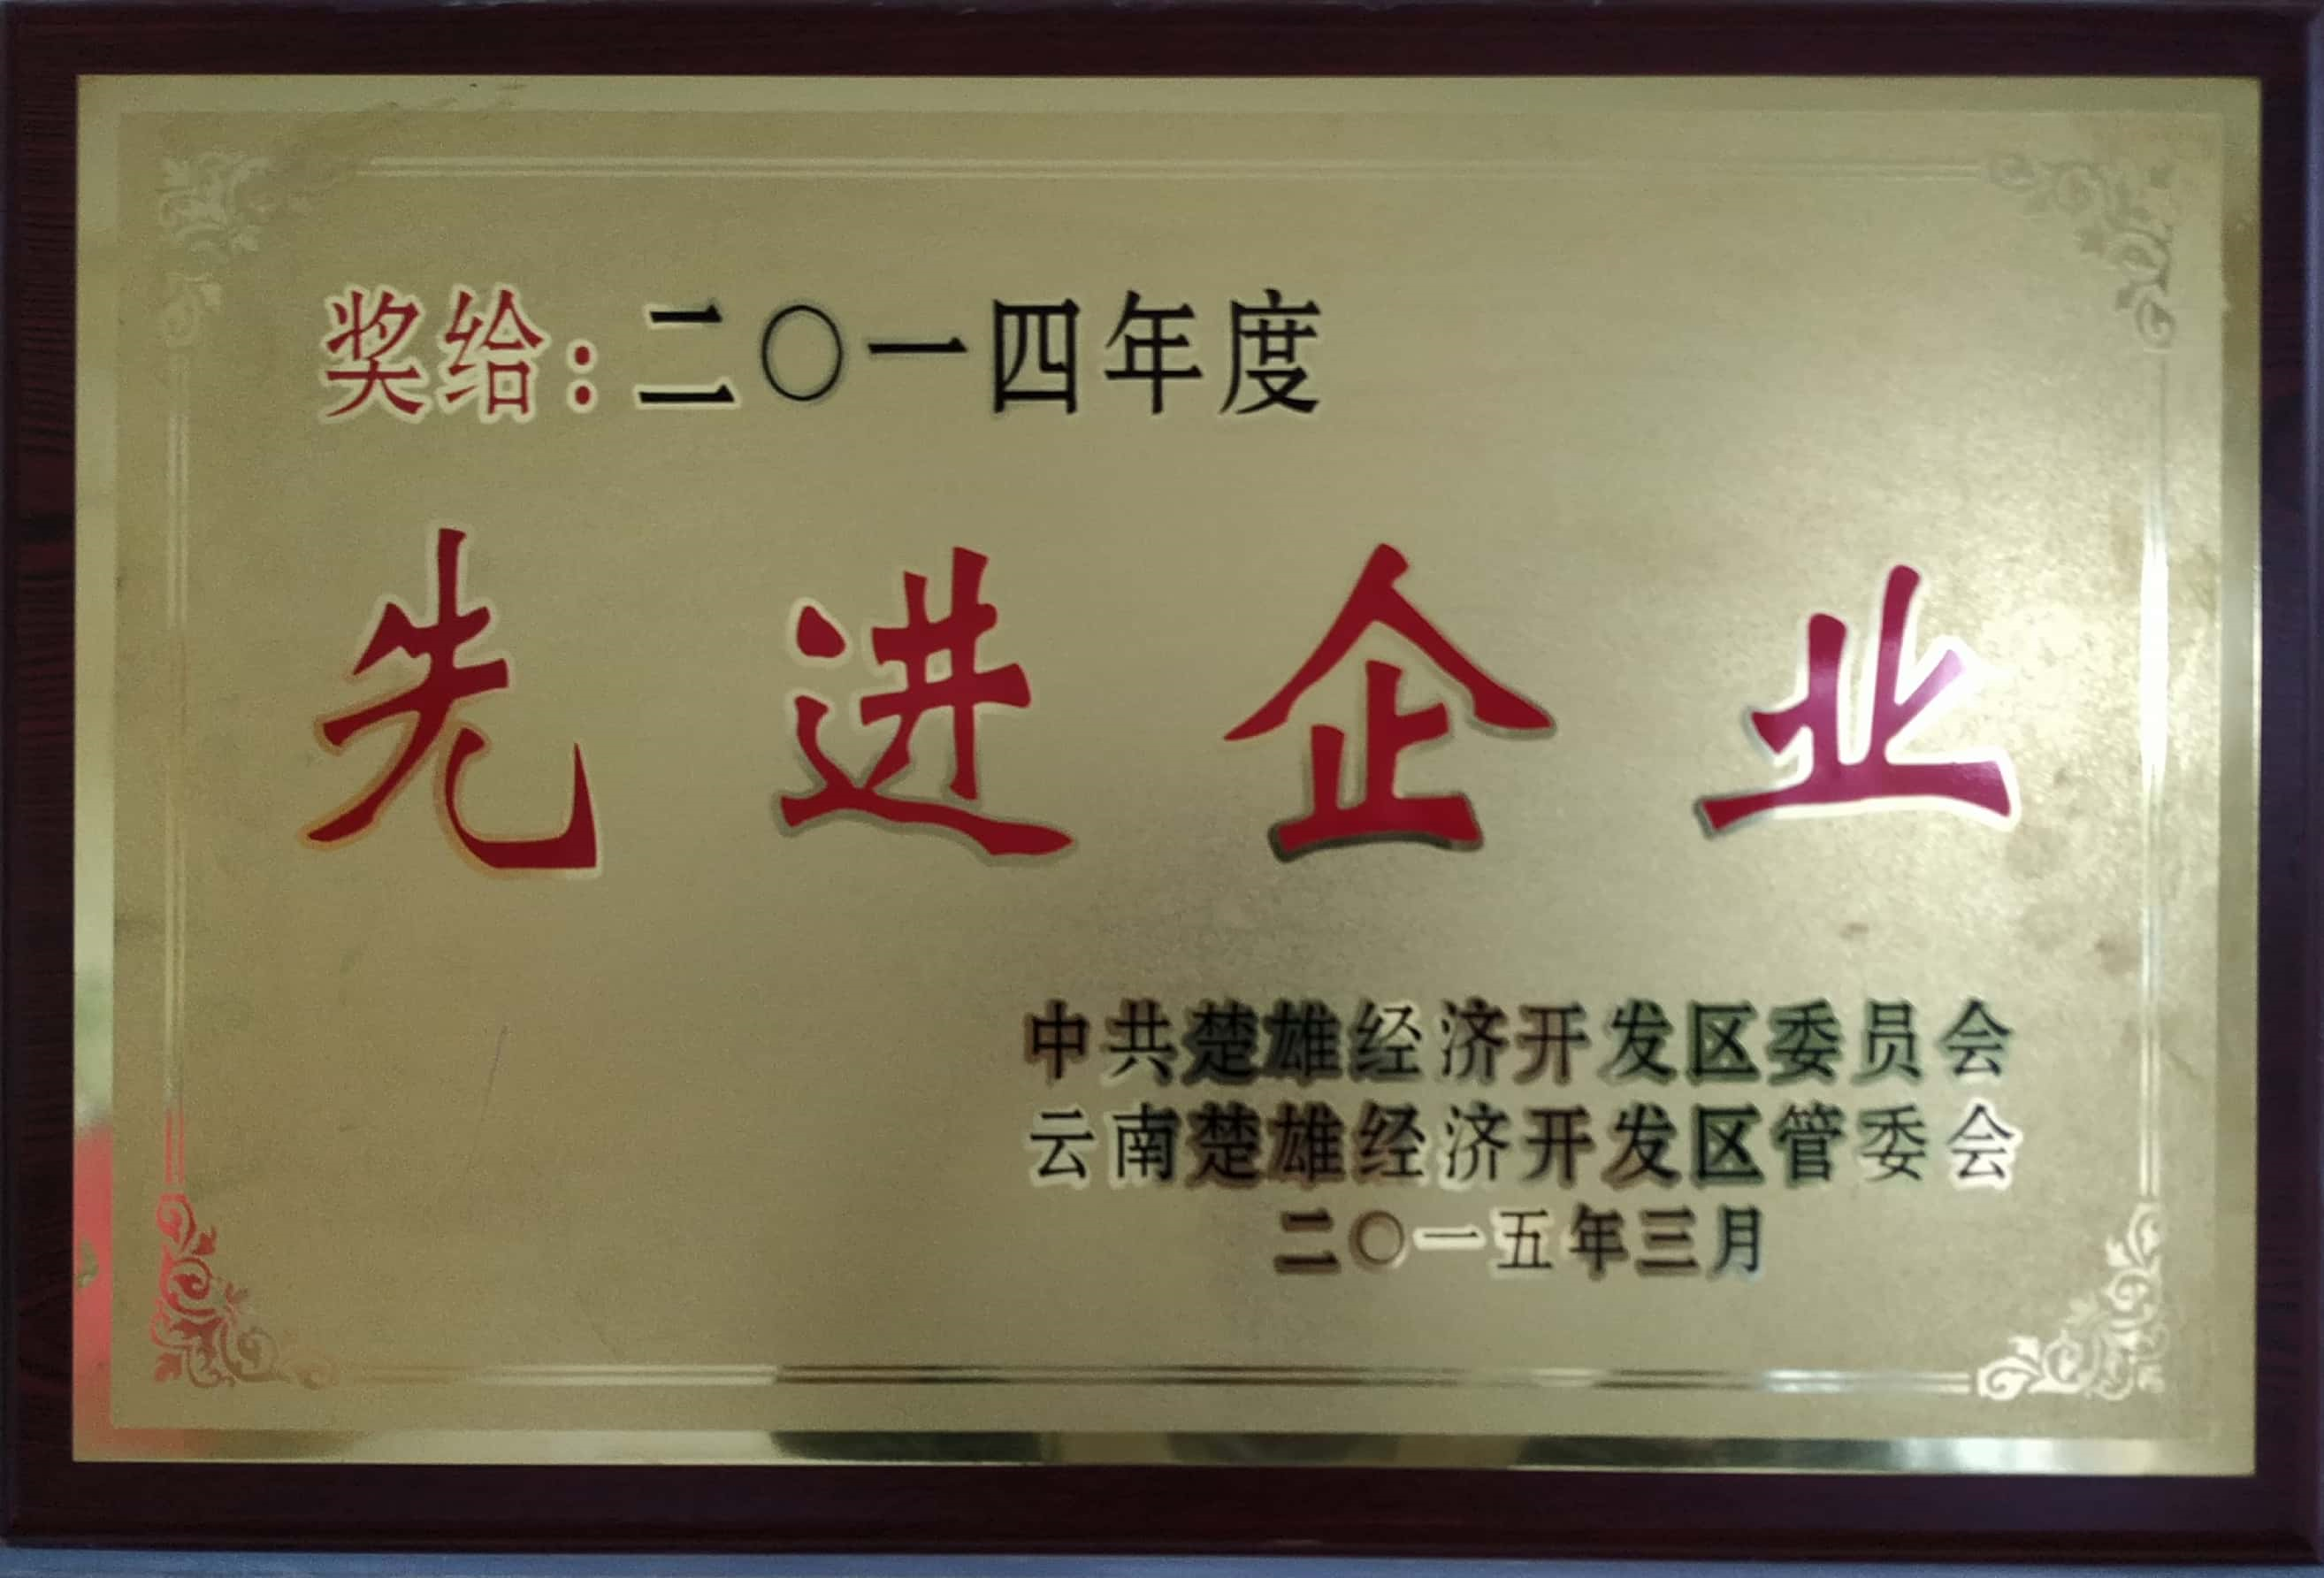 奖给：二〇一四年度
先进企业
中共楚雄经济开发区委员会
云南楚雄经济开发区管委会
二〇一五年三月